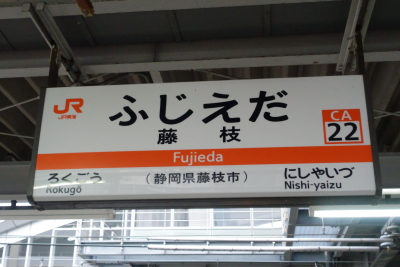 JR
JR東海
ふじえだ
藤枝
CA
22
Fujieda
ろくごう
Rokugō
(静岡県藤枝市)
にしやいづ
Nishi-yaizu